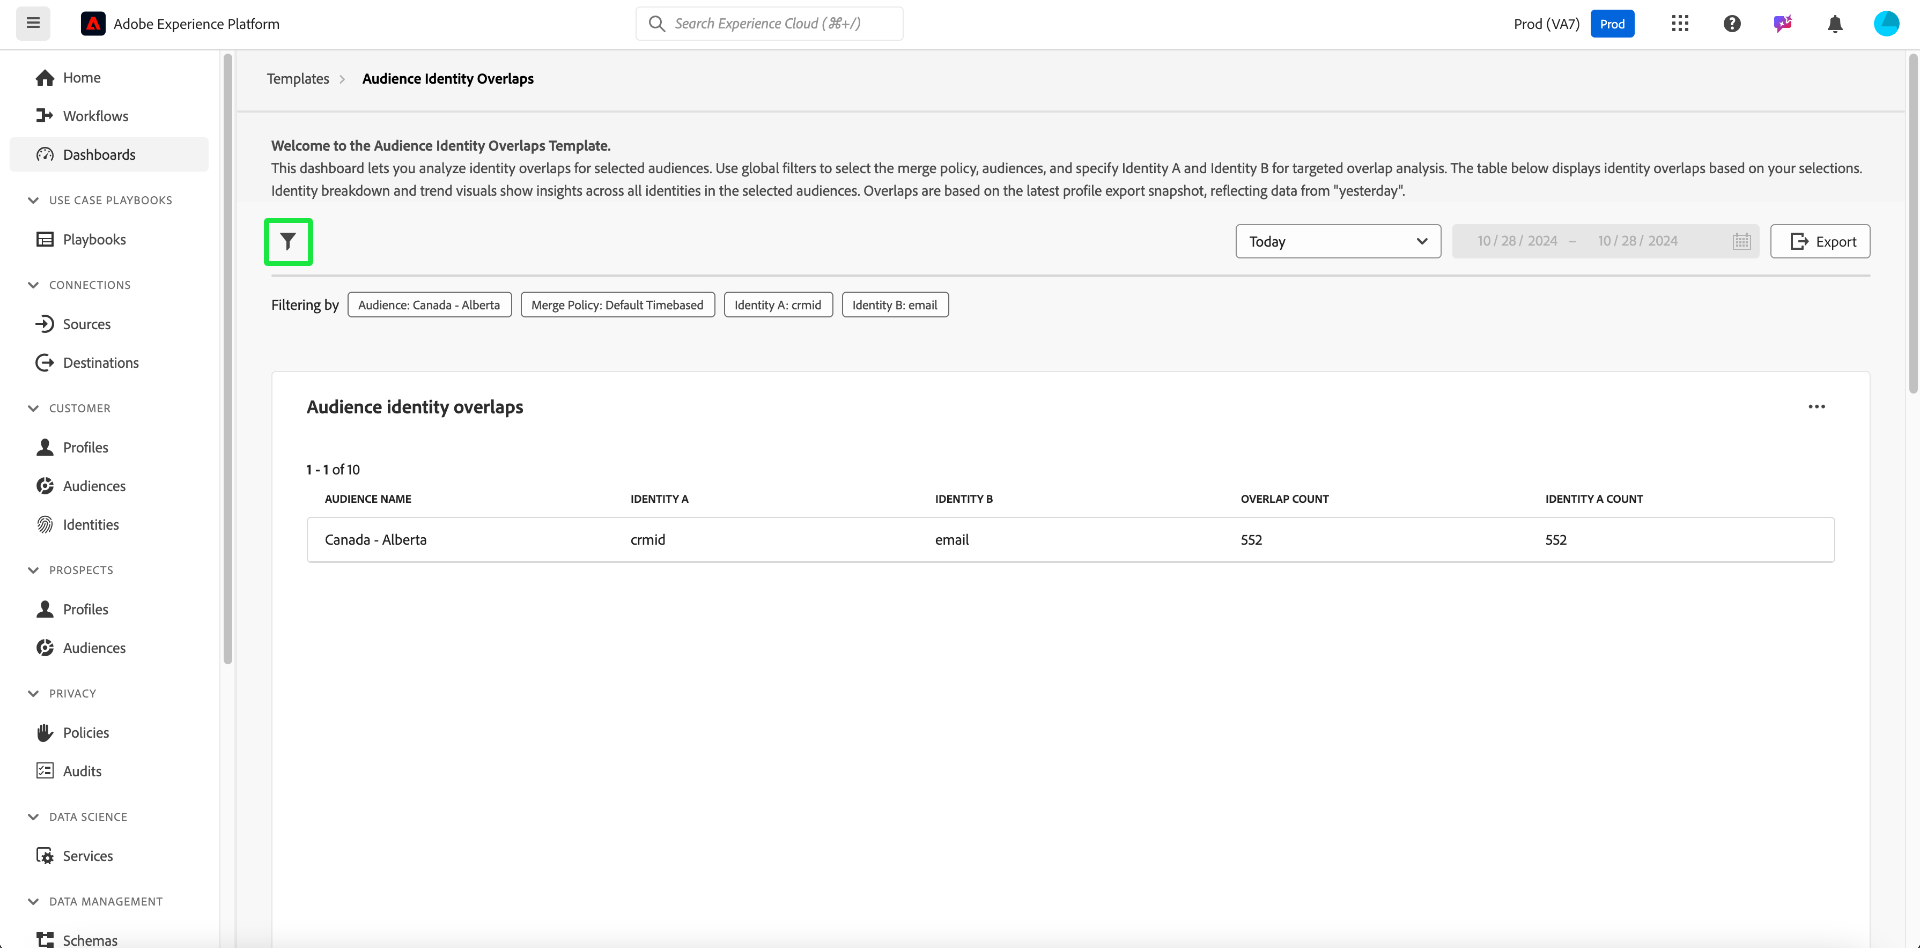 Adobe Experience Platform
Search Experience Cloud (⌘+/)
Prod (VA7)
Prod
Home
Workflows
Dashboards
USE CASE PLAYBOOKS
Playbooks
CONNECTIONS
Sources
Destinations
CUSTOMER
Profiles
Audiences
Identities
PROSPECTS
Profiles
Audiences
PRIVACY
Policies
Audits
DATA SCIENCE
Services
DATA MANAGEMENT
Schemas
Templates > Audience Identity Overlaps
Welcome to the Audience Identity Overlaps Template.
This dashboard lets you analyze identity overlaps for selected audiences. Use global filters to select the merge policy, audiences, and specify Identity A and Identity B for targeted overlap analysis. The table below displays identity overlaps based on your selections.
Identity breakdown and trend visuals show insights across all identities in the selected audiences. Overlaps are based on the latest profile export snapshot, reflecting data from "yesterday".
Today
10 / 28 / 2024 – 10 / 28 / 2024
Export
Filtering by Audience: Canada - Alberta Merge Policy: Default Timebased Identity A: crmid Identity B: email
Audience identity overlaps
1 - 1 of 10
AUDIENCE NAME IDENTITY A IDENTITY B OVERLAP COUNT IDENTITY A COUNT
Canada - Alberta crmid email 552 552